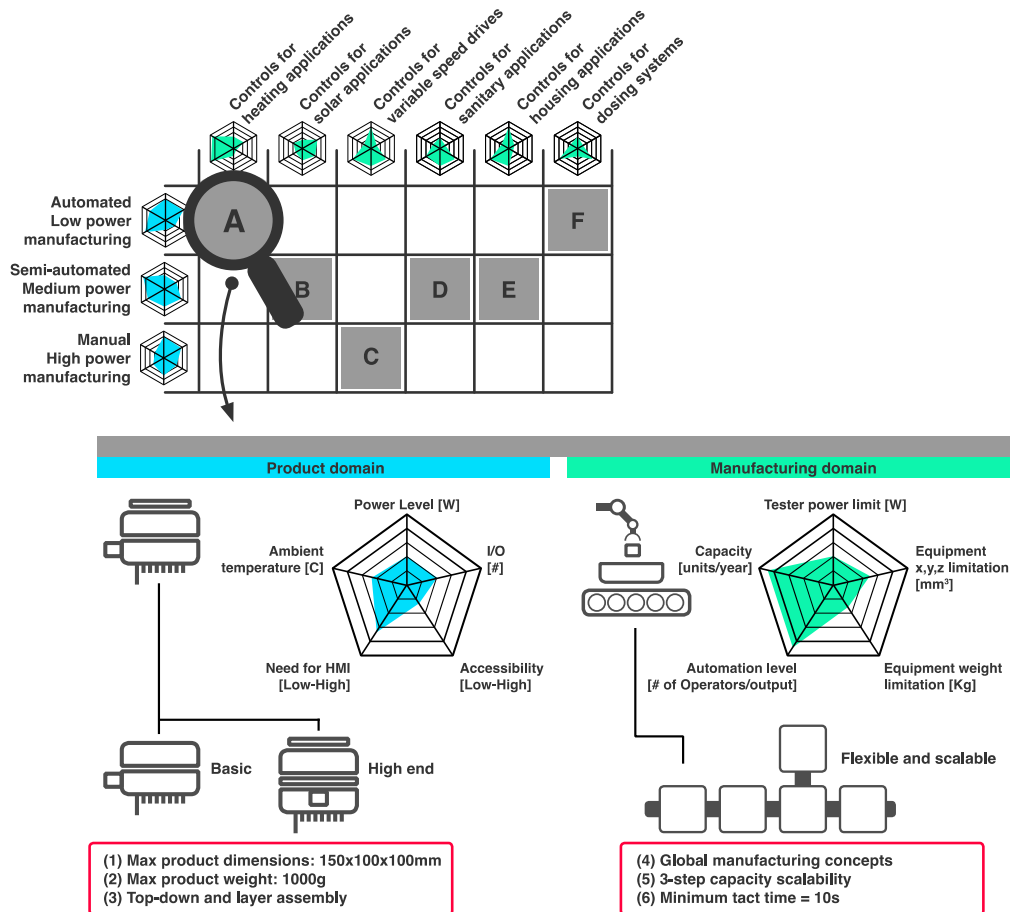 Controls for
heating applications
Controls for
solar applications
Controls for
variable speed drives
Controls for
sanitary applications
Controls for
housing applications
Controls for
dosing systems
Automated
Low power
manufacturing
A
F
Semi-automated
Medium power
manufacturing
B
D
E
Manual
High power
manufacturing
C
Product domain
Manufacturing domain
Power Level [W]
I/O
[#]
Ambient
temperature [C]
Need for HMI
[Low-High]
Accessibility
[Low-High]
Tester power limit [W]
Capacity
[units/year]
Equipment
x,y,z limitation
[mm³]
Automation level
[# of Operators/output]
Equipment weight
limitation [Kg]
Basic
High end
Flexible and scalable
(1) Max product dimensions: 150x100x100mm
(2) Max product weight: 1000g
(3) Top-down and layer assembly
(4) Global manufacturing concepts
(5) 3-step capacity scalability
(6) Minimum tact time = 10s